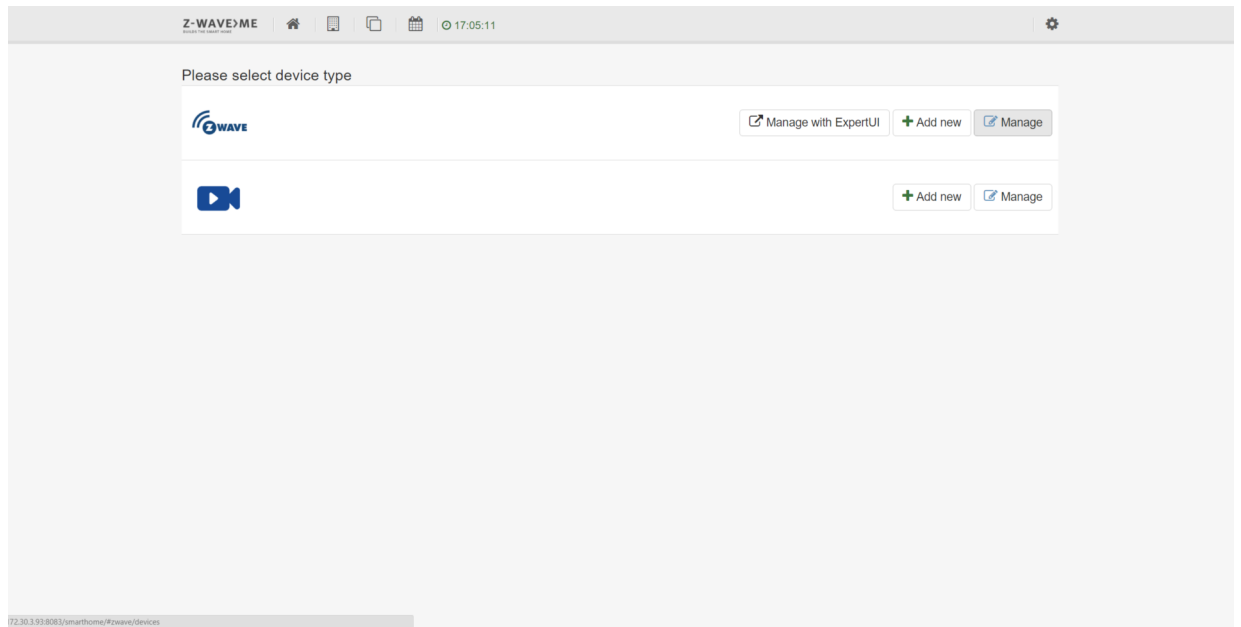 Z-WAVE>ME
17:05:11
Please select device type
Z WAVE
Manage with ExpertUI
Add new
Manage
Add new
Manage
72.30.3.93:8083/smarthome/#zwave/devices